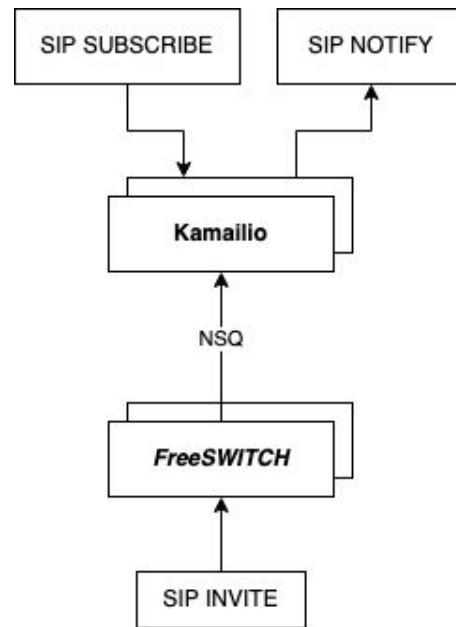 SIP SUBSCRIBE
SIP NOTIFY
Kamailio
NSQ
FreeSWITCH
SIP INVITE